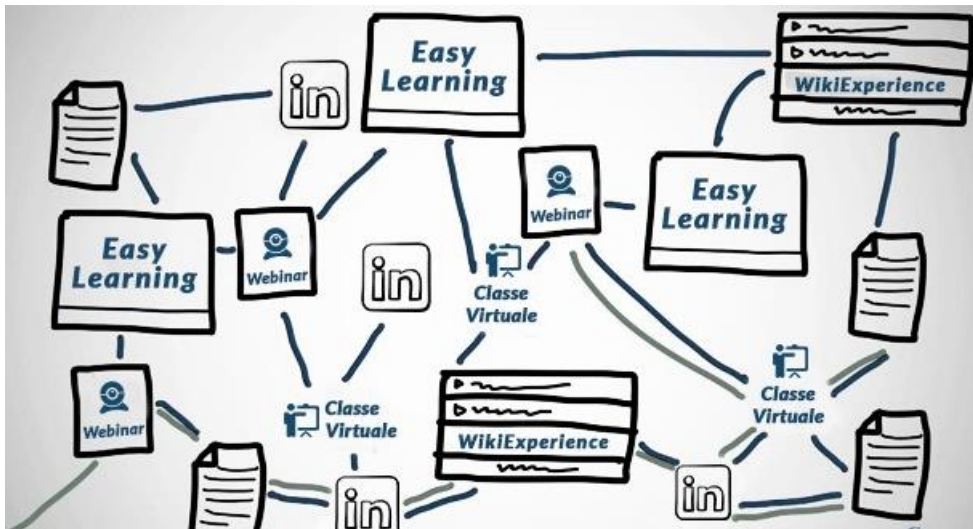 Easy
Learning
WikiExperience
in
Webinar
Easy
Learning
Easy
Learning
Webinar
in
Classe
Virtuale
Webinar
Classe
Virtuale
WikiExperience
Classe
Virtuale
in
in